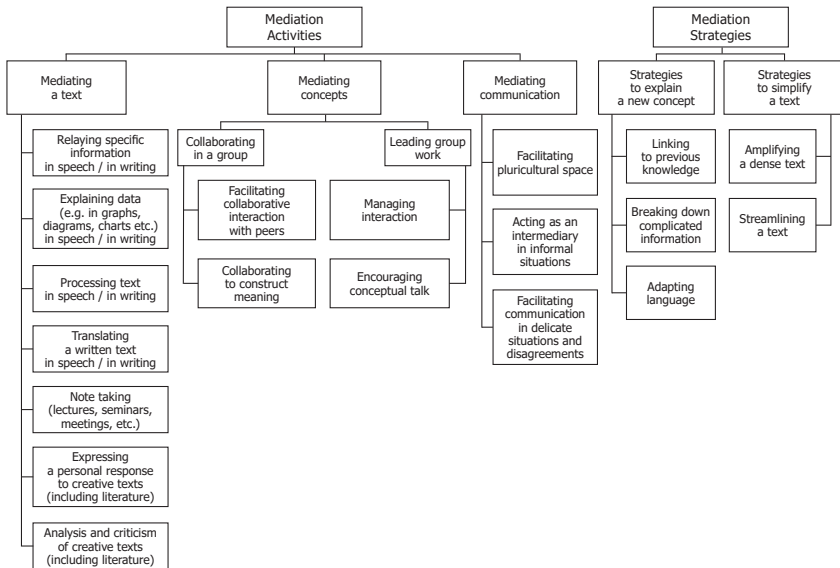 Mediation
Activities
Mediation
Strategies
Mediating
a text
Mediating
concepts
Mediating
communication
Strategies
to explain
a new concept
Strategies
to simplify
a text
Relaying specific
information
in speech / in writing
Explaining data
(e.g. in graphs,
diagrams, charts etc.)
in speech / in writing
Processing text
in speech / in writing
Translating
a written text
in speech / in writing
Note taking
(lectures, seminars,
meetings, etc.)
Expressing
a personal response
to creative texts
(including literature)
Analysis and criticism
of creative texts
(including literature)
Collaborating
in a group
Facilitating
collaborative
interaction
with peers
Collaborating
to construct
meaning
Leading group
work
Managing
interaction
Encouraging
conceptual talk
Facilitating
pluricultural space
Acting as an
intermediary
in informal
situations
Facilitating
communication
in delicate
situations and
disagreements
Linking
to previous
knowledge
Breaking down
complicated
information
Adapting
language
Amplifying
a dense text
Streamlining
a text